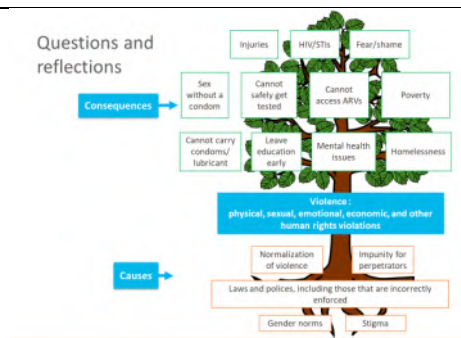 Questions and
reflections
Injuries
HIV/STIs
Fear/shame
Consequences
Sex
without a
condom
Cannot
safely get
tested
Cannot
access ARVs
Poverty
Cannot carry
condoms/
lubricant
Leave
education
early
Mental health
issues
Homelessness
Violence :
physical, sexual, emotional, economic, and other
human rights violations
Causes
Normalization
of violence
Impunity for
perpetrators
Laws and polices, including those that are incorrectly
enforced
Gender norms
Stigma